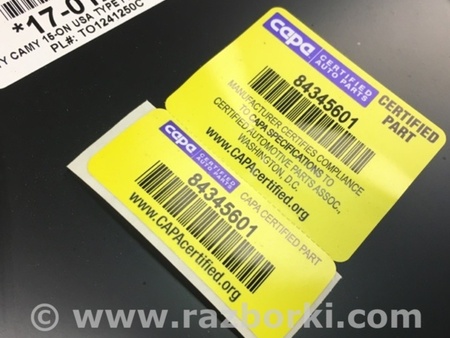 *17-01
Y CAMY 15-ON USA TYPE
PL#: TO1241250C
capa CERTIFIED AUTO PARTS
84345601
CERTIFIED PART
MANUFACTURER CERTIFIES COMPLIANCE
TO CAPA SPECIFICATIONS TO
CERTIFIED AUTOMOTIVE PARTS ASSOC.,
WASHINGTON, D.C.
www.CAPAcertified.org
capa CERTIFIED AUTO PARTS
84345601
CAPA CERTIFIED PART
www.CAPAcertified.org
© www.razborki.com